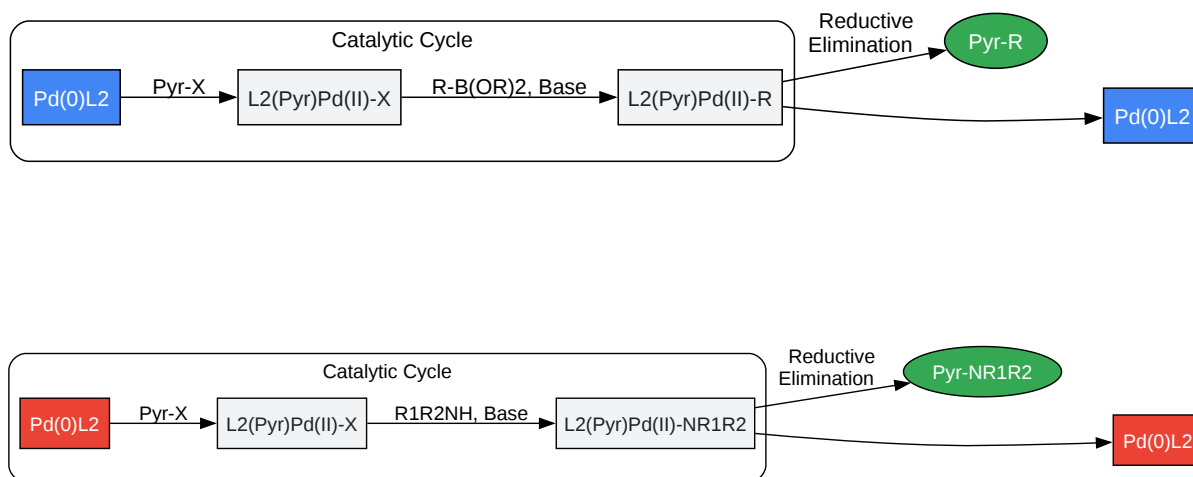 Reductive
Elimination
Pyr-R
Catalytic Cycle
Pd(0)L2
Pyr-X
L2(Pyr)Pd(II)-X
R-B(OR)2, Base
L2(Pyr)Pd(II)-R
Pd(0)L2
Reductive
Elimination
Pyr-NR1R2
Catalytic Cycle
Pd(0)L2
Pyr-X
L2(Pyr)Pd(II)-X
R1R2NH, Base
L2(Pyr)Pd(II)-NR1R2
Pd(0)L2